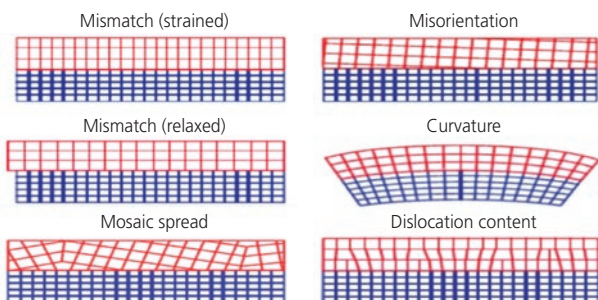 Mismatch (strained)
Misorientation
Mismatch (relaxed)
Curvature
Mosaic spread
Dislocation content